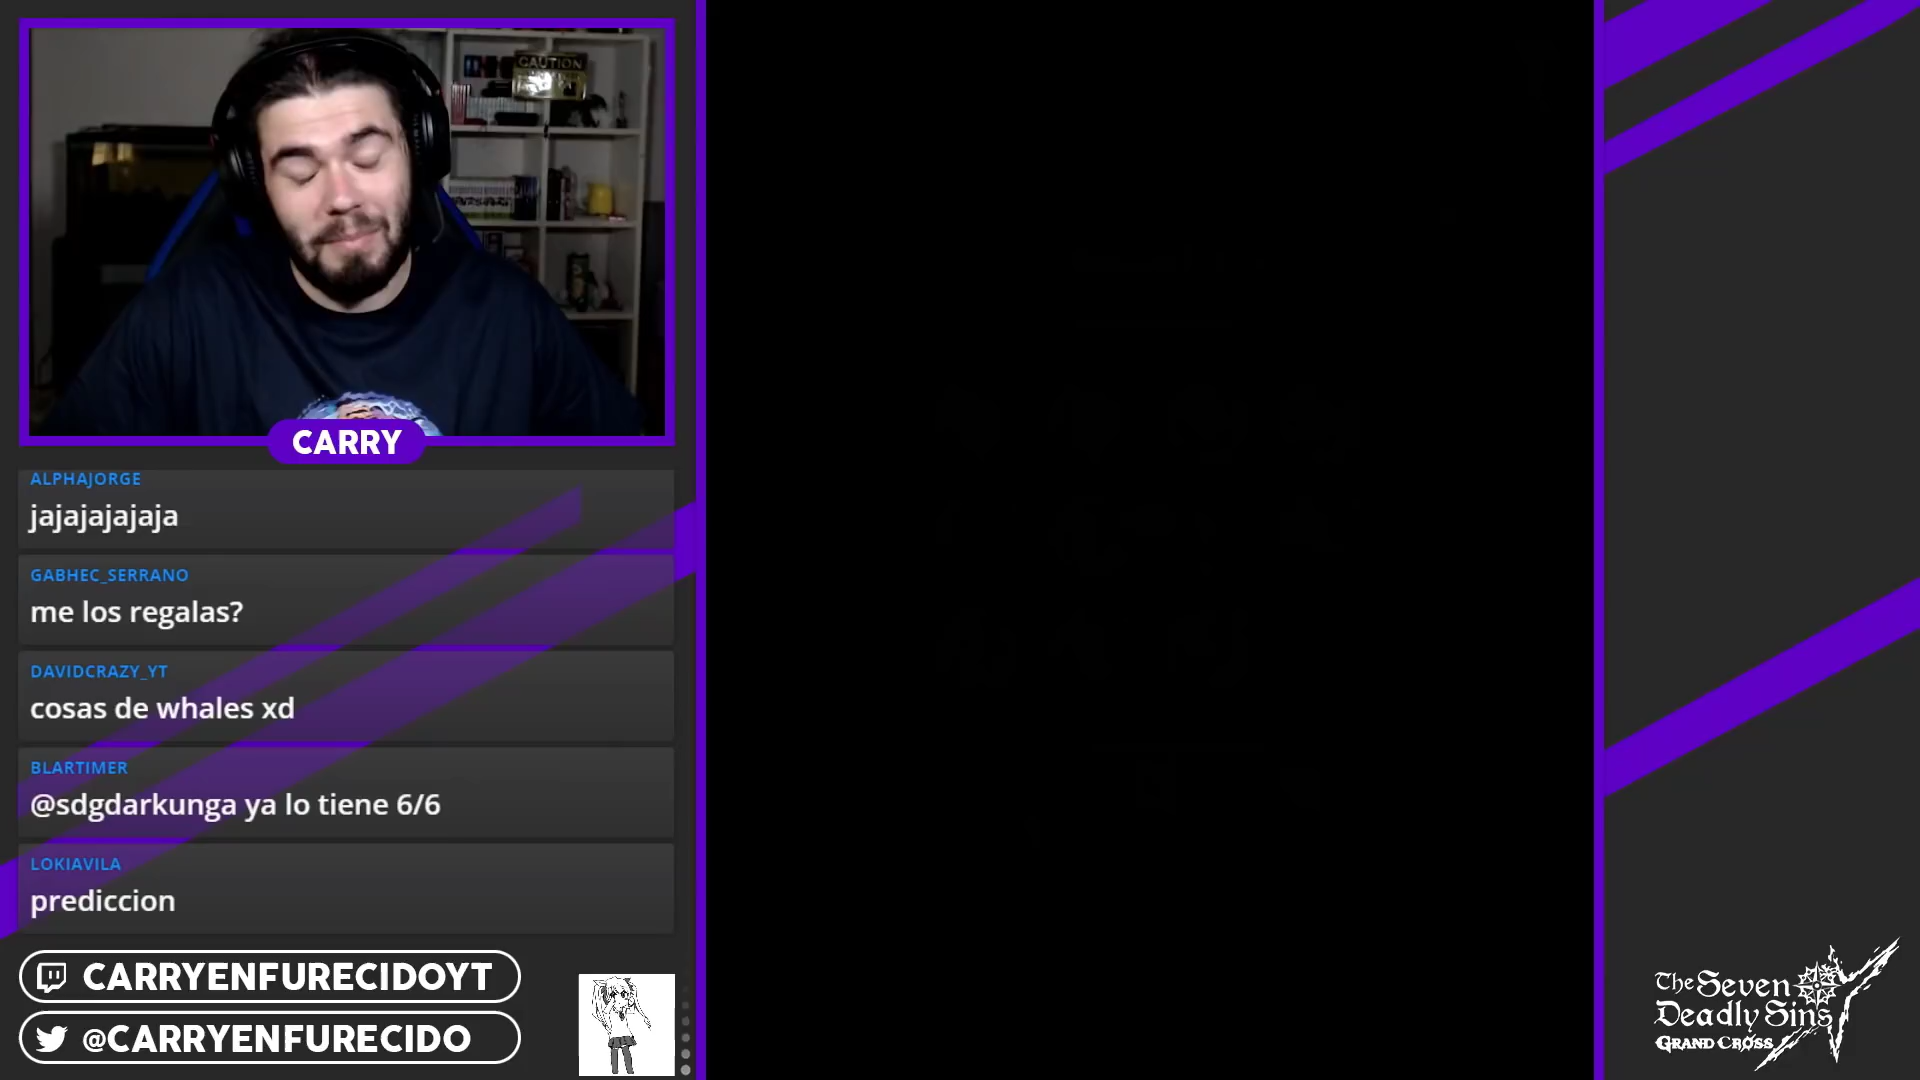 CAUTION
CARRY
ALPHAJORGE
jajajajajaja
GABHEC_SERRANO
me los regalas?
DAVIDCRAZY_YT
cosas de whales xd
BLARTIMER
@sdgdarkunga ya lo tiene 6/6
LOKIAVILA
prediccion
CARRYENFURECIDOYT
@CARRYENFURECIDO
The Seven
Deadly Sins
GRAND CROSS